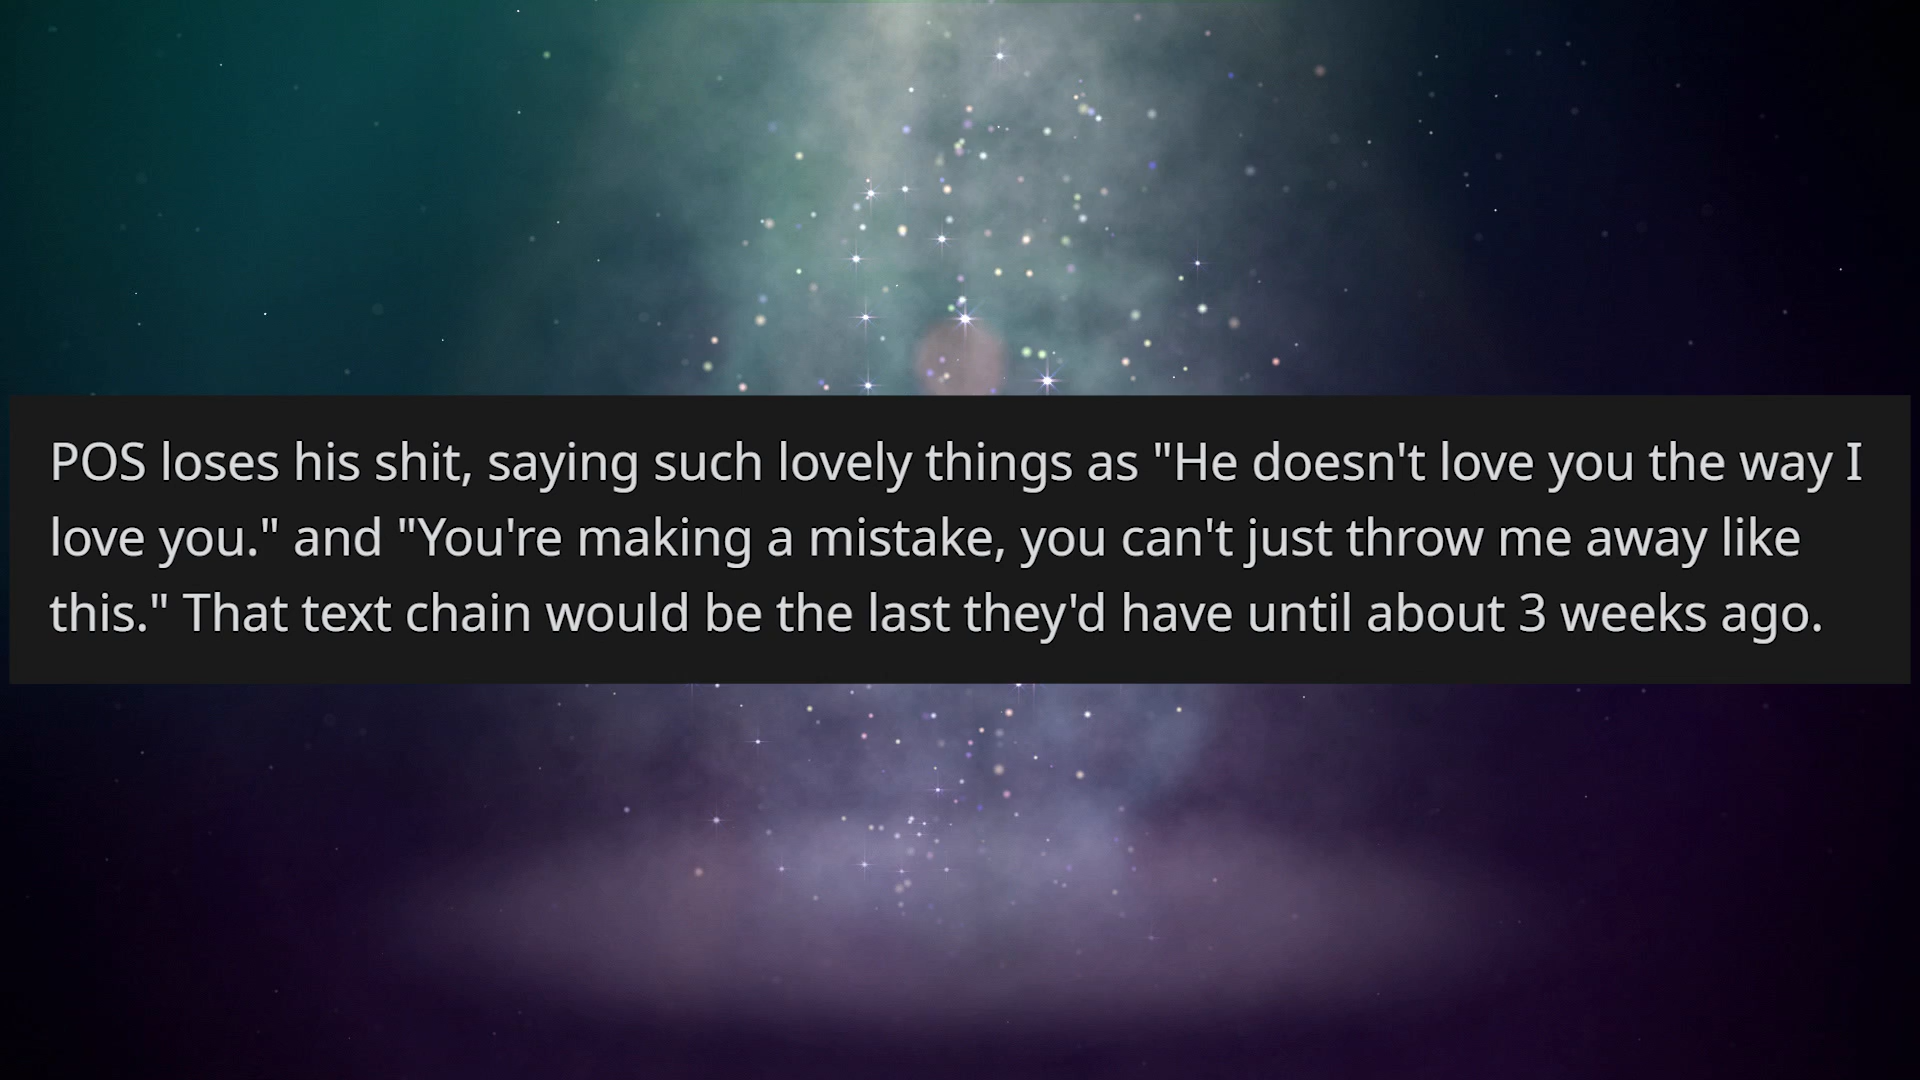 POS loses his shit, saying such lovely things as "He doesn't love you the way I
love you." and "You're making a mistake, you can't just throw me away like
this." That text chain would be the last they'd have until about 3 weeks ago.